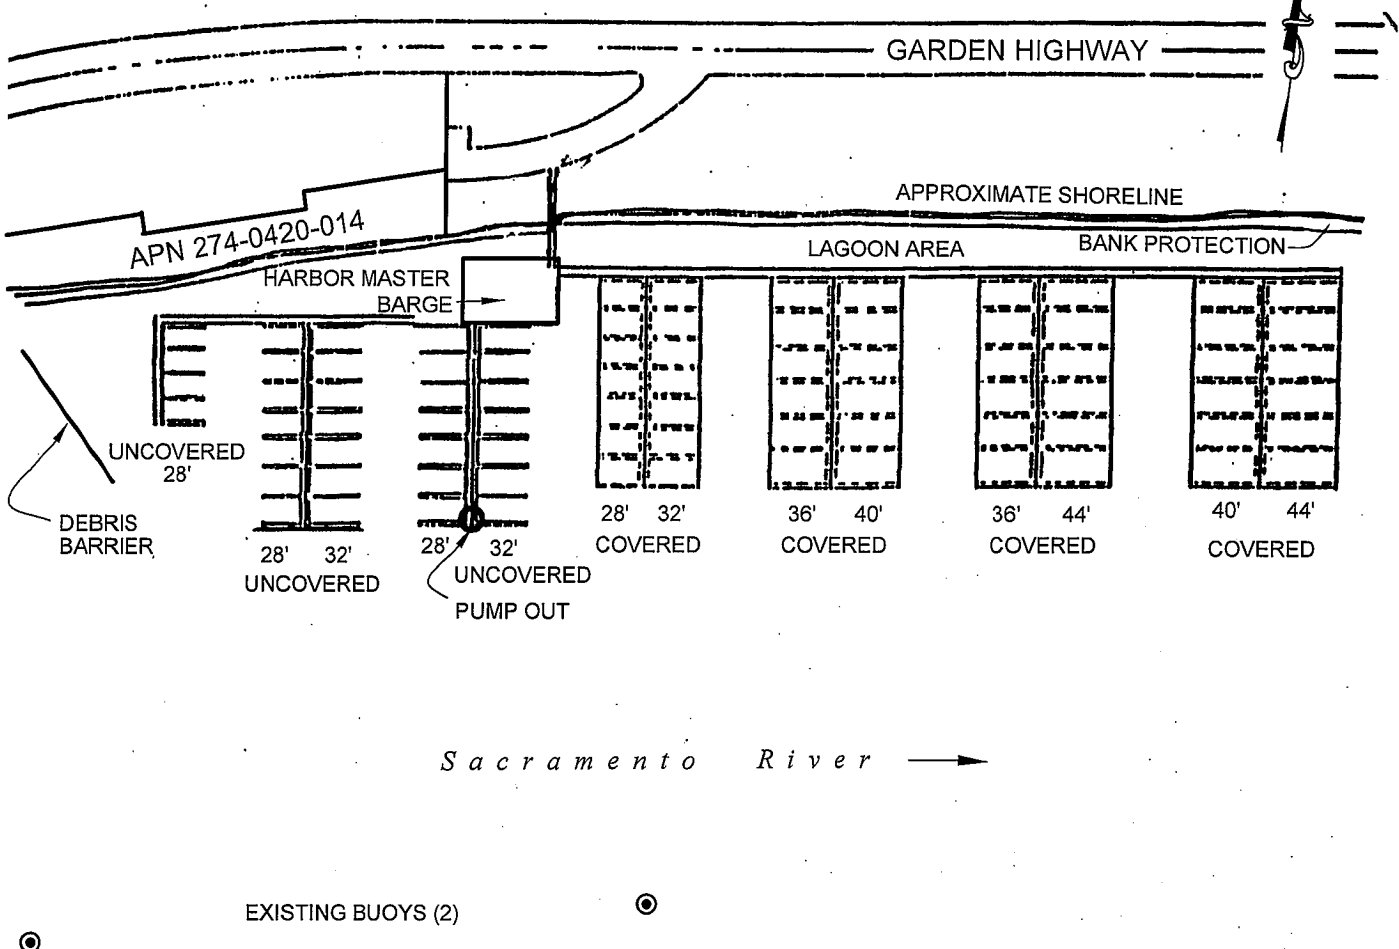 GARDEN HIGHWAY
APPROXIMATE SHORELINE
APN 274-0420-014
LAGOON AREA
BANK PROTECTION
HARBOR MASTER
BARGE
UNCOVERED
28'
DEBRIS
BARRIER
28' 32'
UNCOVERED
28' 32'
UNCOVERED
PUMP OUT
28' 32'
COVERED
36' 40'
COVERED
36' 44'
COVERED
40' 44'
COVERED
Sacramento River
EXISTING BUOYS (2)